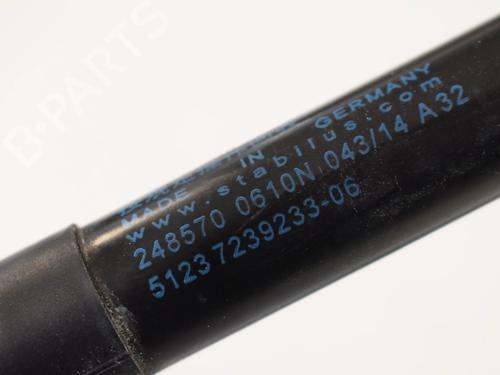 B-PARTS
MADE IN GERMANY
www.stabilus.com
248570 0610N 043/14 A32
51237239233-06